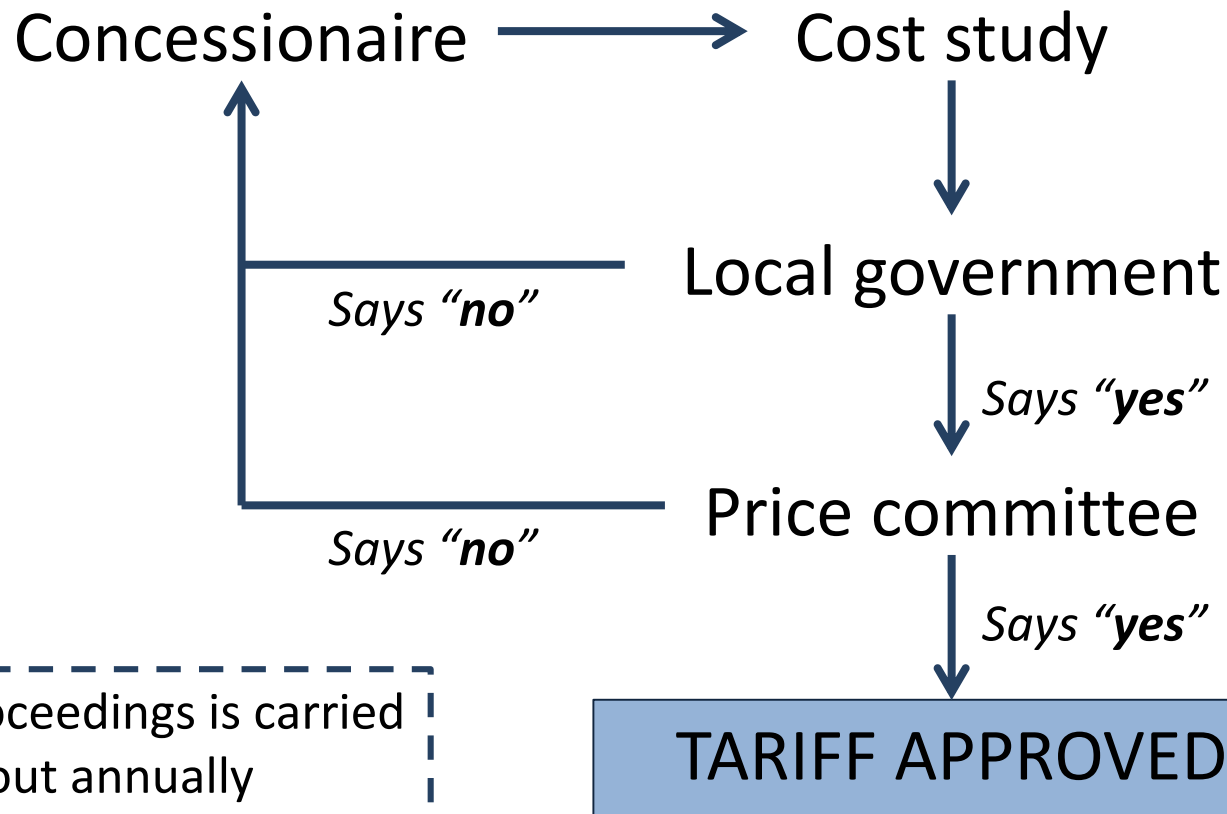 Concessionaire
Cost study
Local government
Says “no”
Says “yes”
Price committee
Says “no”
Says “yes”
is carried
out annually
TARIFF APPROVED